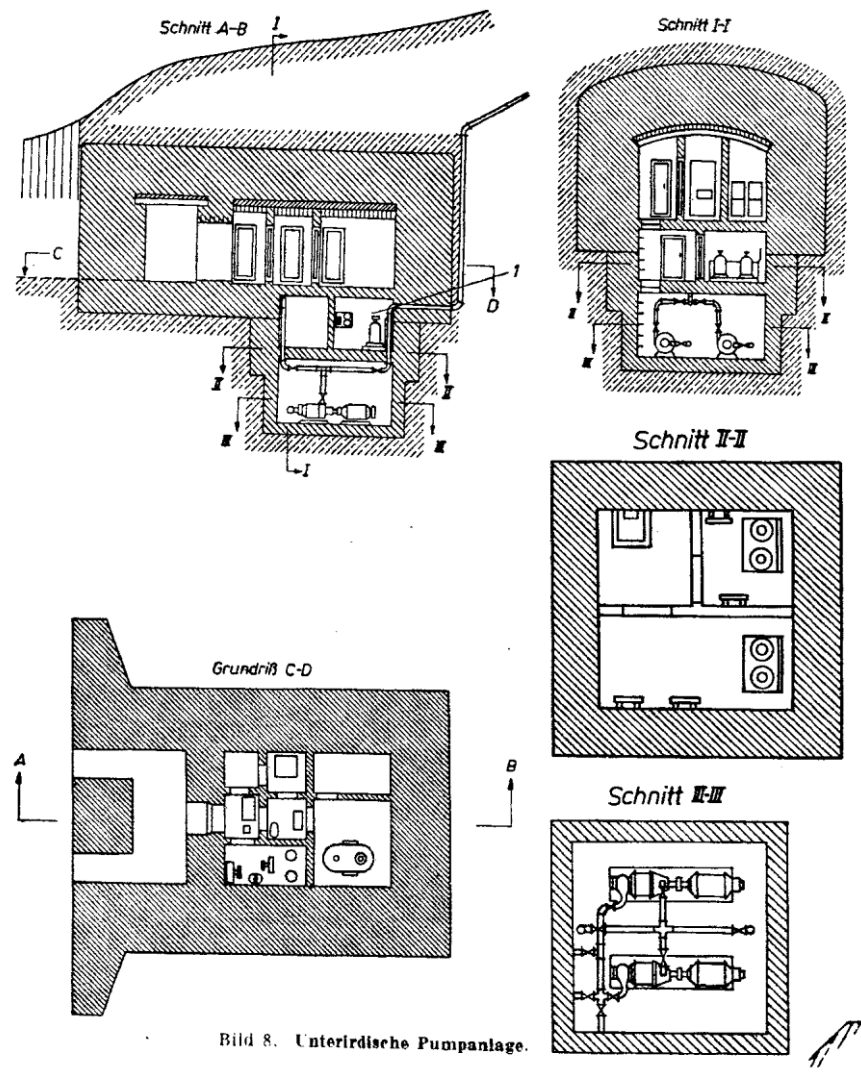 Schnitt A-B
I
C
1
D
II
II
III
III
I
Schnitt I-I
II
II
III
III
Schnitt II-II
Grundriß C-D
A
B
Schnitt III-III
Bild 8. Unterirdische Pumpanlage.